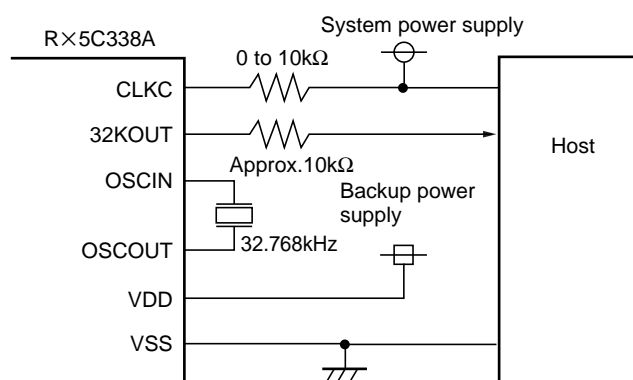 System power supply
R×5C338A
0 to 10kΩ
CLKC
32KOUT
Host
Approx.10kΩ
OSCIN
Backup power
supply
OSCOUT
32.768kHz
VDD
VSS